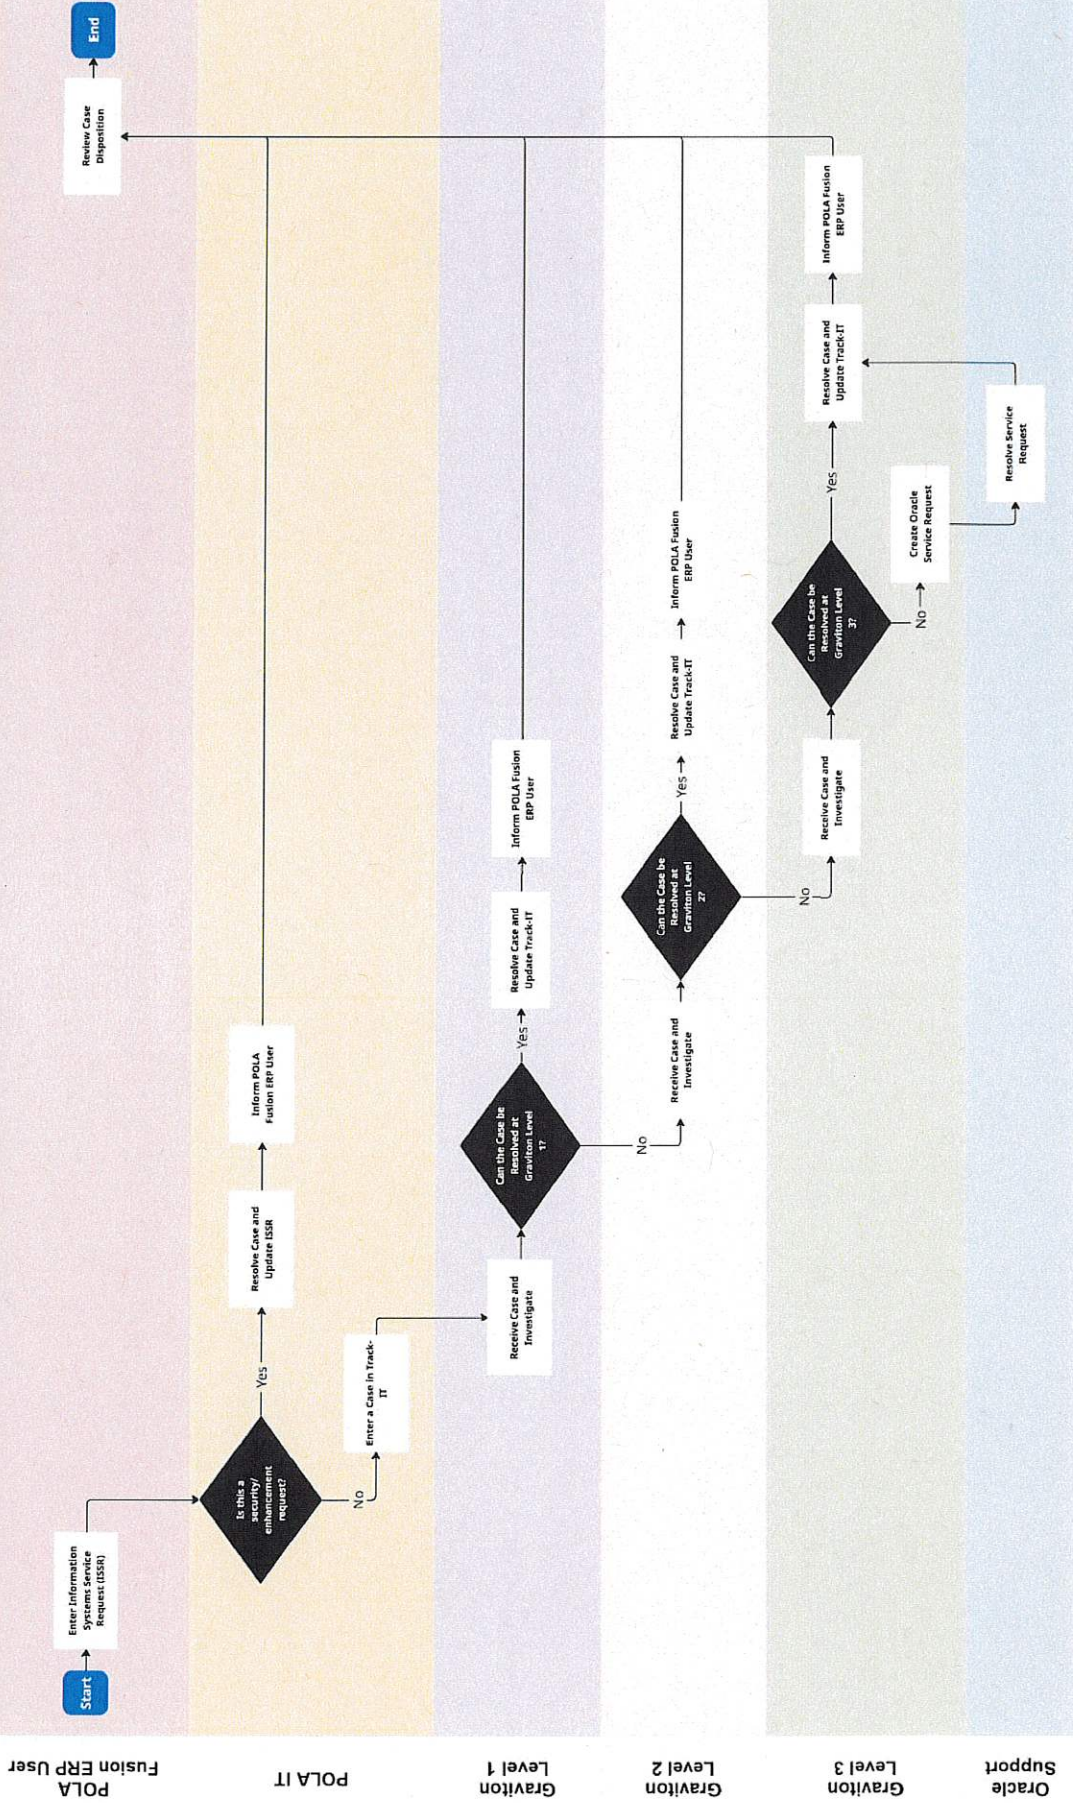 POLA
Fusion ERP User
Start
Enter Information
Systems Service
Request (ISSR)
Review Case
Disposition
End
POLA IT
Is this a
security/
enhancement
request?
Yes
Resolve Case and
Update ISSR
Inform POLA
Fusion ERP User
No
Enter a Case in Track-
IT
Graviton
Level 1
Receive Case and
Investigate
Can the Case be
Resolved at
Graviton Level
1?
Yes
Resolve Case and
Update Track-IT
Inform POLA Fusion
ERP User
No
Graviton
Level 2
Receive Case and
Investigate
Can the Case be
Resolved at
Graviton Level
2?
Yes
Resolve Case and
Update Track-IT
Inform POLA Fusion
ERP User
No
Graviton
Level 3
Receive Case and
Investigate
Can the Case be
Resolved at
Graviton Level
3?
Yes
Resolve Case and
Update Track-IT
Inform POLA Fusion
ERP User
No
Create Oracle
Service Request
Oracle
Support
Resolve Service
Request